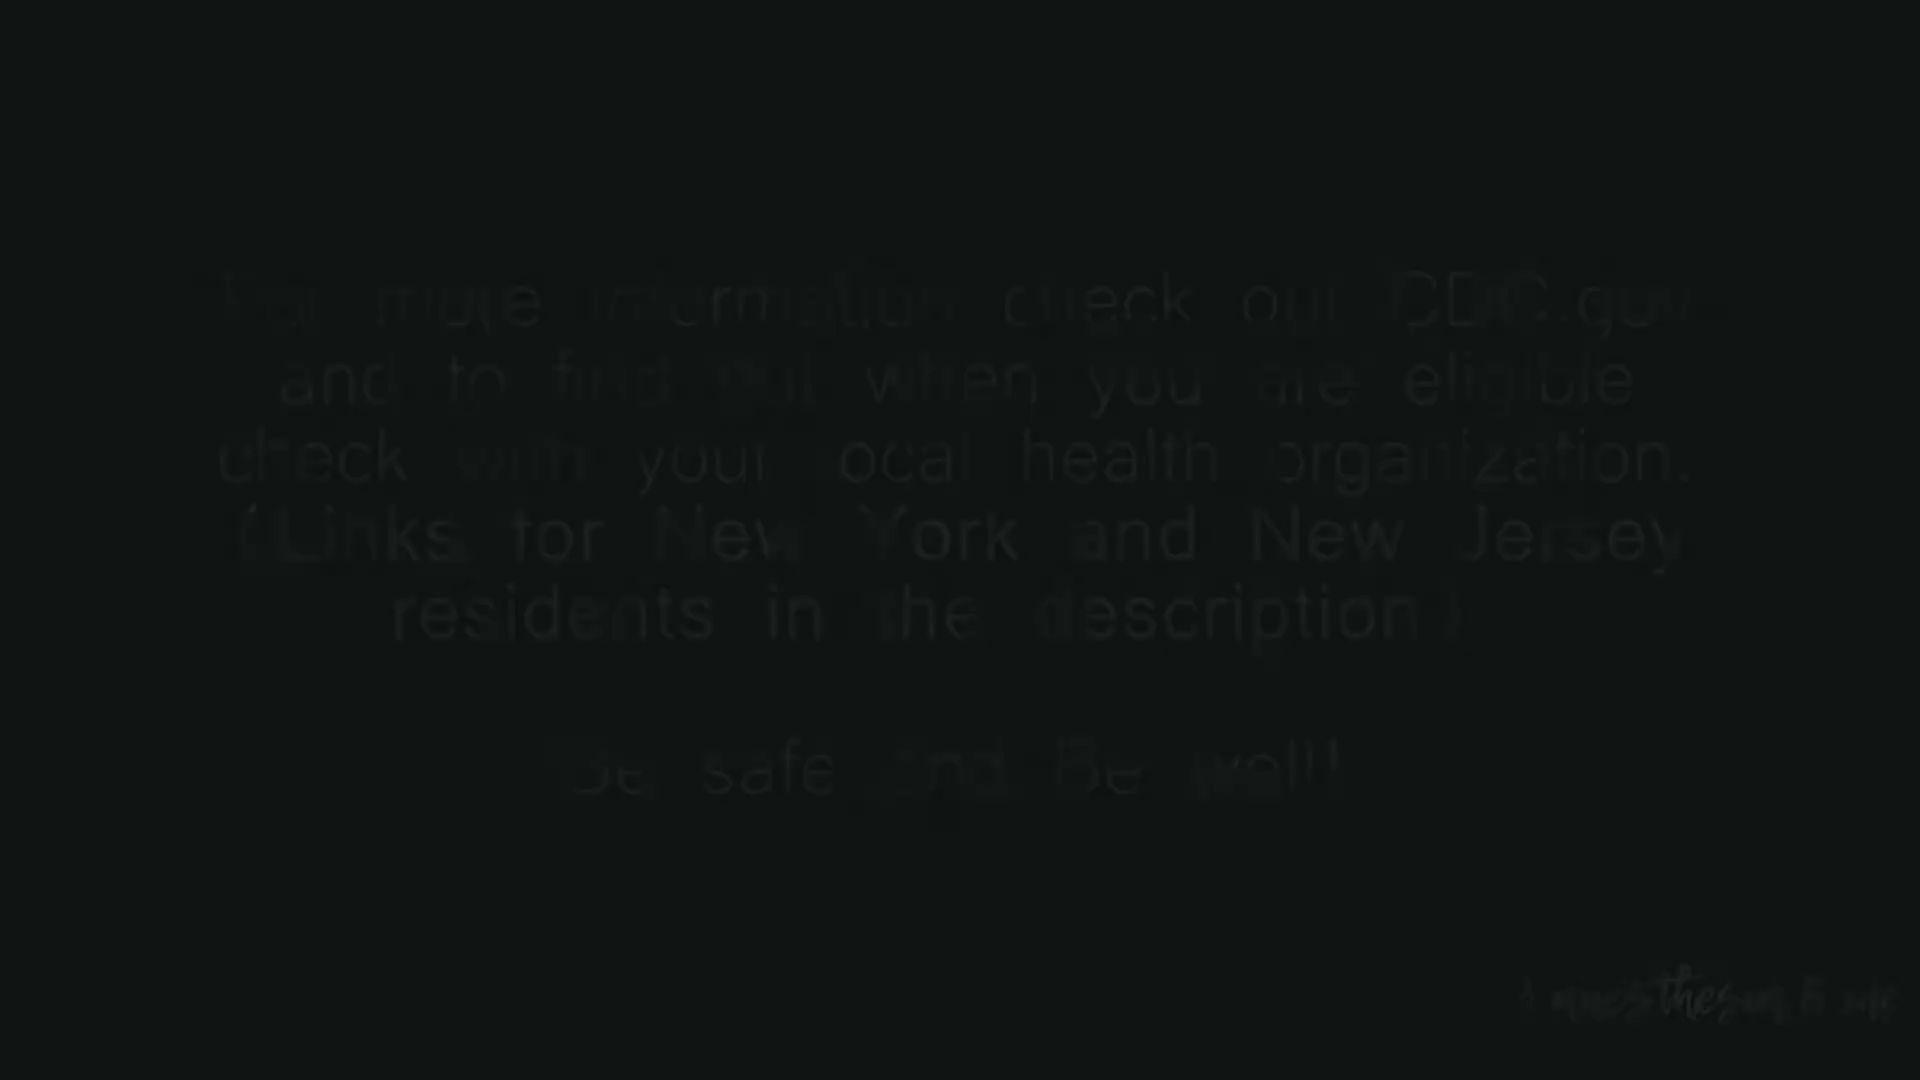 For more information check out CDC.gov
and to find out when you are eligible
check with your local health organization.
(Links for New York and New Jersey
residents in the description)
Be safe and Be well!